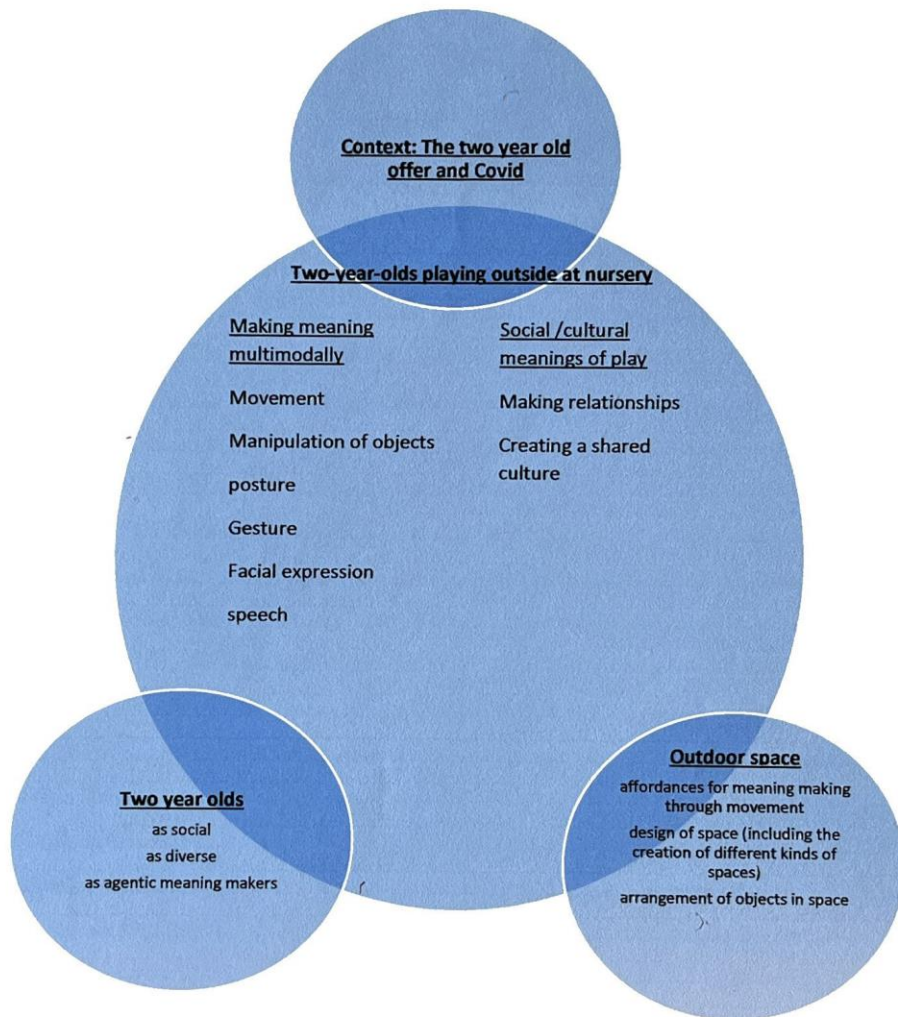 Context: The two year old
offer and Covid
Two-year-olds playing outside at nursery
Making meaning
multimodally
Movement
Manipulation of objects
posture
Gesture
Facial expression
speech
Social /cultural
meanings of play
Making relationships
Creating a shared
culture
Two year olds
as social
as diverse
as agentic meaning makers
Outdoor space
affordances for meaning making
through movement
design of space (including the
creation of different kinds of
spaces)
arrangement of objects in space